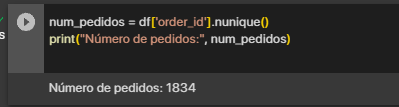 s
num_pedidos = df['order_id'].nunique()
print("Número de pedidos:", num_pedidos)
Número de pedidos: 1834